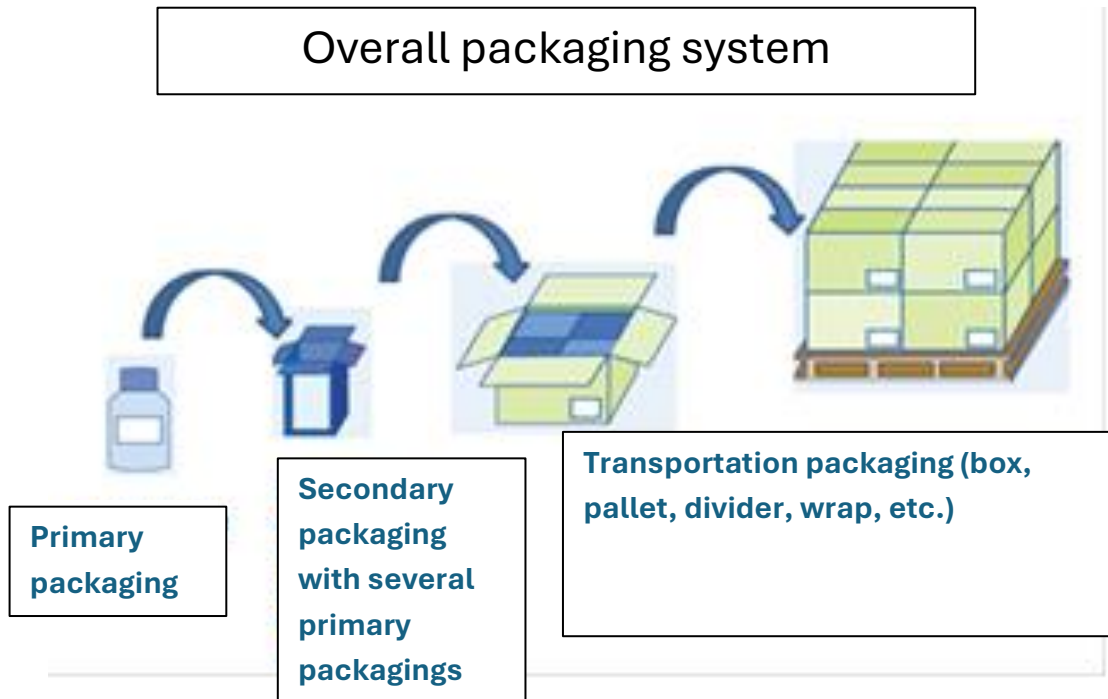 Overall packaging system
Primary
packaging
Secondary
packaging
with several
primary
packagings
Transportation packaging (box,
pallet, divider, wrap, etc.)